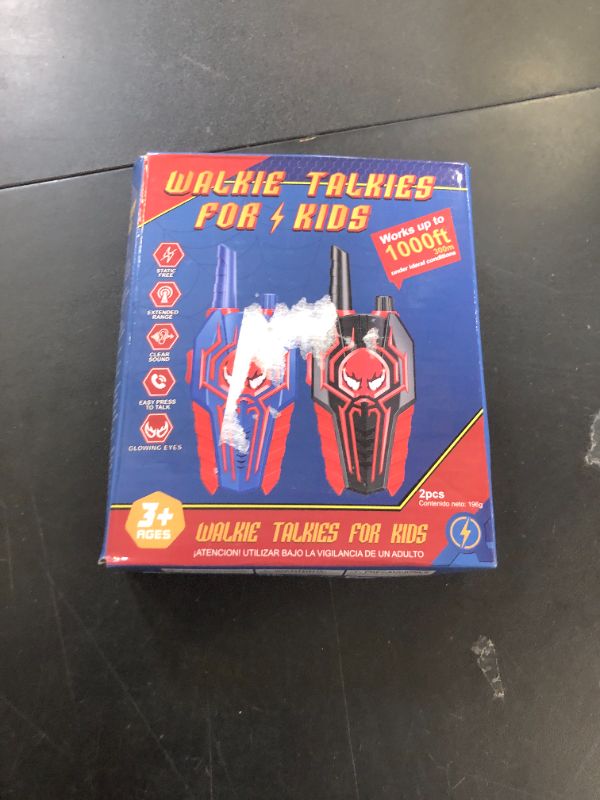 WALKIE TALKIES
FOR KIDS
Works up to
1000ft
300m
under ideral conditions
STATIC
FREE
EXTENDED
RANGE
CLEAR
SOUND
EASY PRESS
TO TALK
GLOWING EYES
2pcs
Contenido neto: 196g
3+
AGES
WALKIE TALKIES FOR KIDS
¡ATENCION! UTILIZAR BAJO LA VIGILANCIA DE UN ADULTO